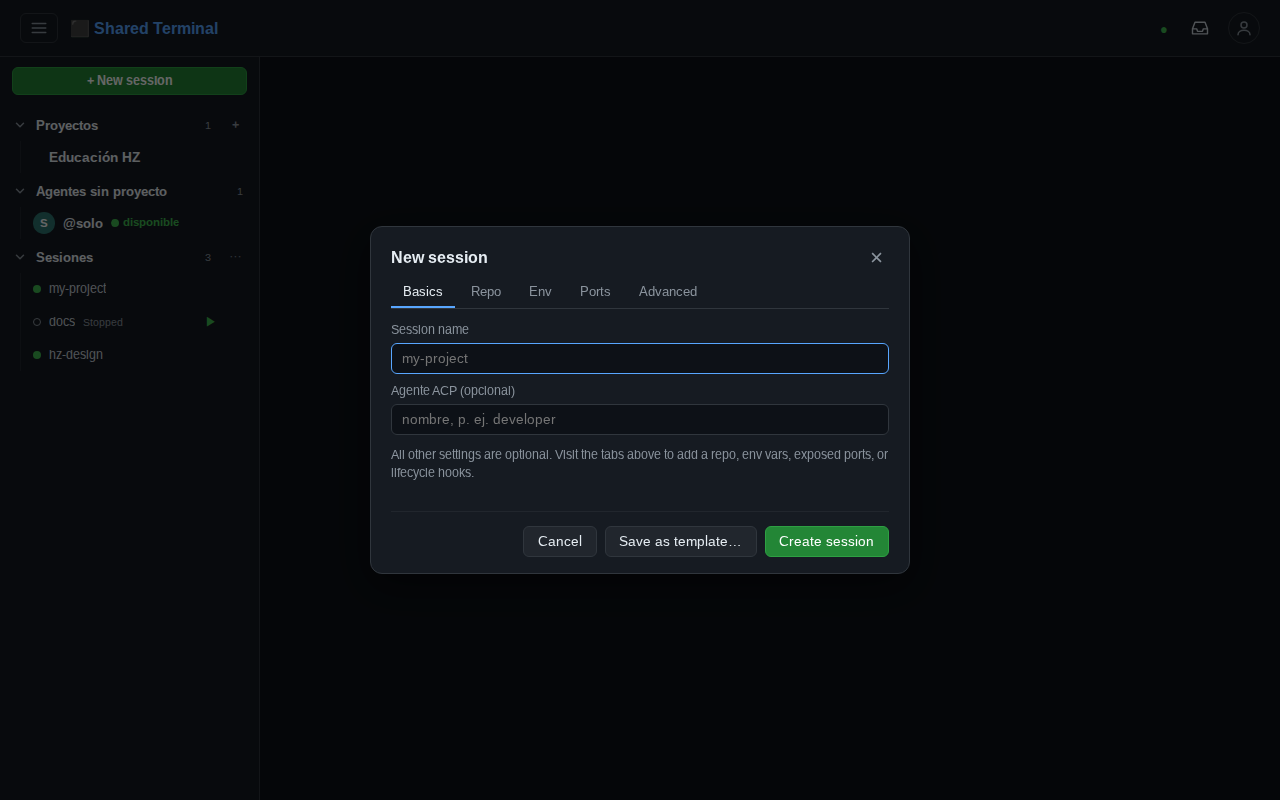 Shared Terminal
+ New session
Proyectos 1 +
Educación HZ
Agentes sin proyecto 1
S @solo disponible
Sesiones 3 ...
my-project
docs Stopped
hz-design
New session
Basics Repo Env Ports Advanced
Session name
my-project
Agente ACP (opcional)
nombre, p. ej. developer
All other settings are optional. Visit the tabs above to add a repo, env vars, exposed ports, or
lifecycle hooks.
Cancel Save as template... Create session